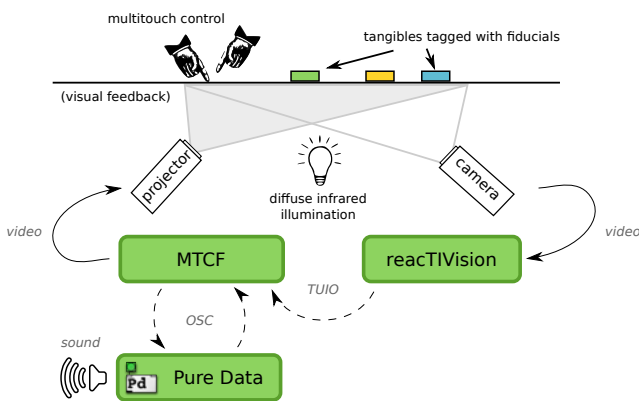 multitouch control
tangibles tagged with fiducials
(visual feedback)
projector
camera
diffuse infrared
illumination
video
video
MTCF
reacTIVision
TUIO
OSC
sound
Pd
Pure Data